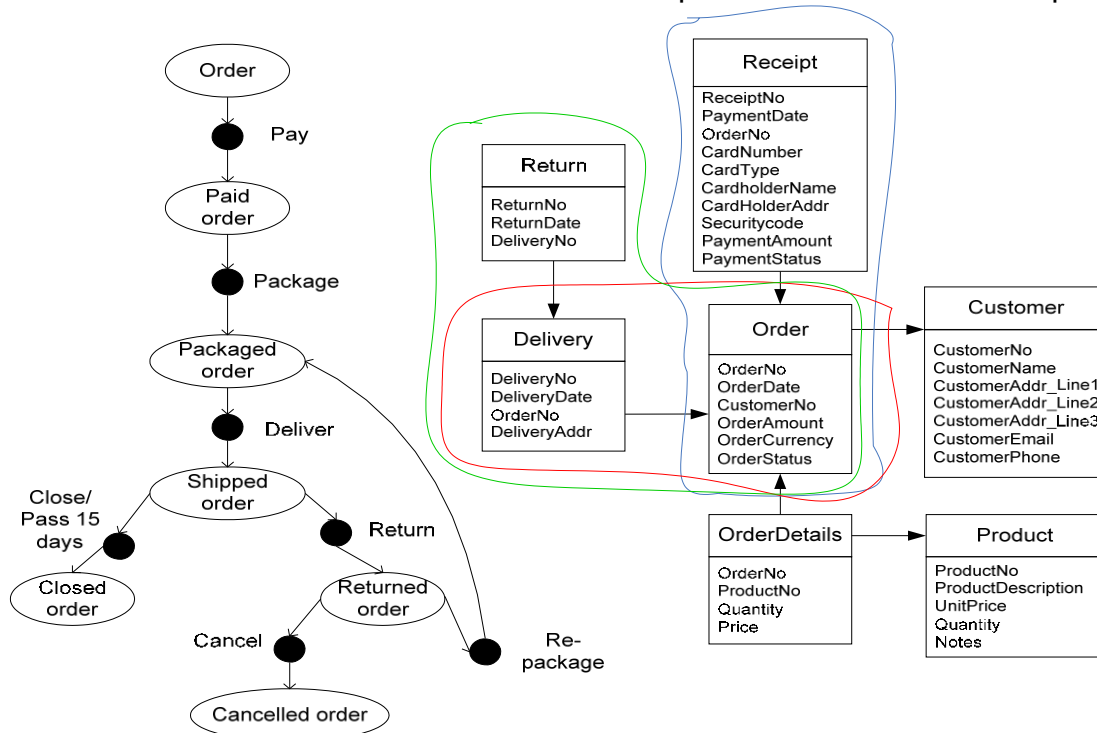 Order
Pay
Paid
order
Package
Packaged
order
Deliver
Shipped
order
Close/
Pass 15
days
Closed
order
Return
Returned
order
Cancel
Re-
package
Cancelled order
Receipt
ReceiptNo
PaymentDate
OrderNo
CardNumber
CardType
CardholderName
CardHolderAddr
Securitycode
PaymentAmount
PaymentStatus
Return
ReturnNo
ReturnDate
DeliveryNo
Delivery
DeliveryNo
DeliveryDate
OrderNo
DeliveryAddr
Order
OrderNo
OrderDate
CustomerNo
OrderAmount
OrderCurrency
OrderStatus
Customer
CustomerNo
CustomerName
CustomerAddr_Line1
CustomerAddr_Line2
CustomerAddr_Line3
CustomerEmail
CustomerPhone
OrderDetails
OrderNo
ProductNo
Quantity
Price
Product
ProductNo
ProductDescription
UnitPrice
Quantity
Notes